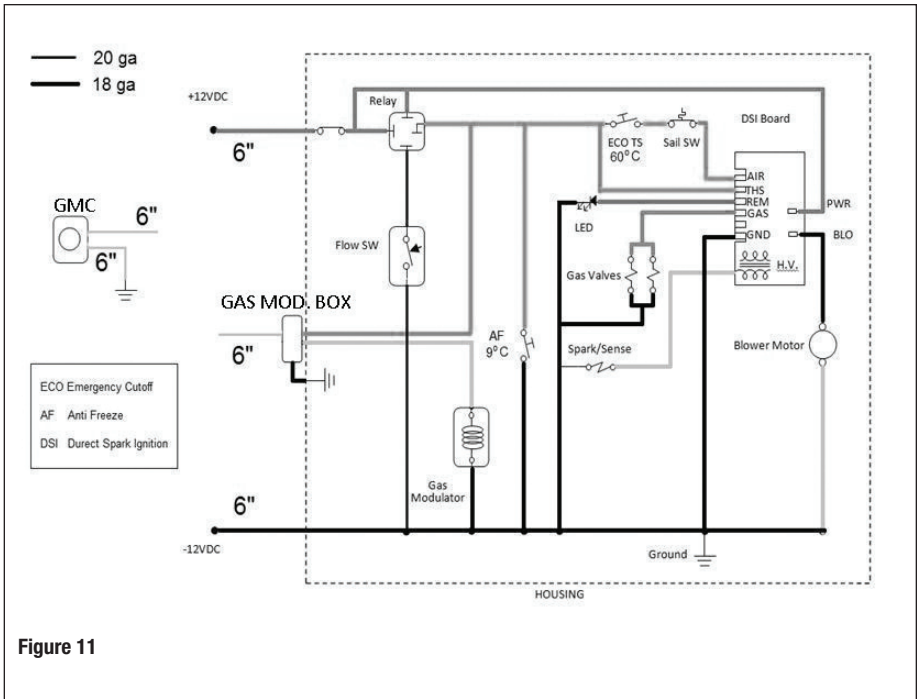 20 ga
18 ga
+12VDC
Relay
6"
ECO TS
60°C
Sail SW
DSI Board
AIR
THS
REM
GAS
GND
PWR
BLO
H.V.
LED
GMC
6"
6"
Flow SW
Gas Valves
GAS MOD. BOX
6"
AF
9°C
Spark/Sense
Blower Motor
ECO Emergency Cutoff
AF Anti Freeze
DSI Durect Spark Ignition
Gas
Modulator
6"
-12VDC
Ground
HOUSING
Figure 11